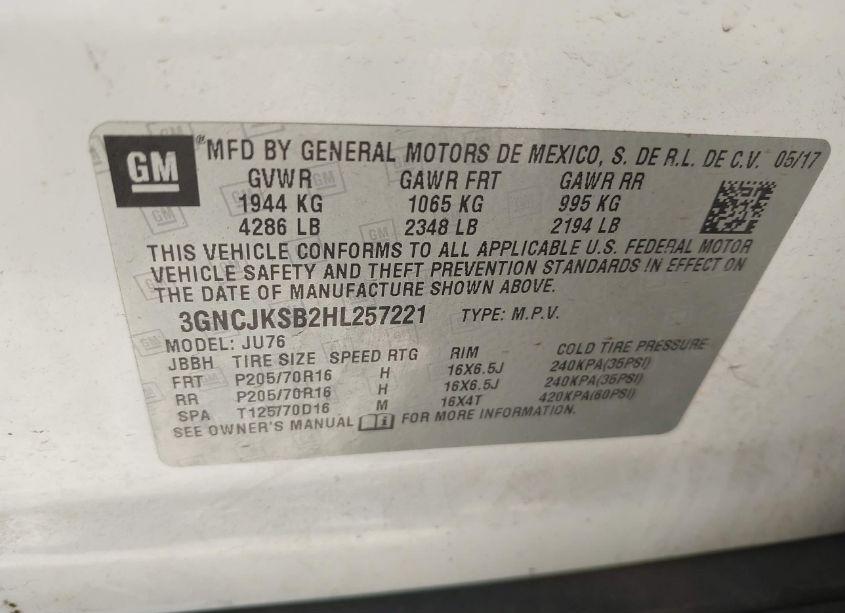 GM ® MFD BY GENERAL MOTORS DE MEXICO, S. DE R.L. DE C.V. 05/17
GVWR GAWR FRT GAWR RR
1944 KG 1065 KG 995 KG
4286 LB 2348 LB 2194 LB
THIS VEHICLE CONFORMS TO ALL APPLICABLE U.S. FEDERAL MOTOR
VEHICLE SAFETY AND THEFT PREVENTION STANDARDS IN EFFECT ON
THE DATE OF MANUFACTURE SHOWN ABOVE.
3GNCJKSB2HL257221 TYPE: M.P.V.
MODEL: JU76
JBBH TIRE SIZE SPEED RTG RIM COLD TIRE PRESSURE
FRT P205/70R16 H 16X6.5J 240KPA(35PSI)
RR P205/70R16 H 16X6.5J 240KPA(35PSI)
SPA T125/70D16 M 16X4T 420KPA(60PSI)
SEE OWNER'S MANUAL FOR MORE INFORMATION.